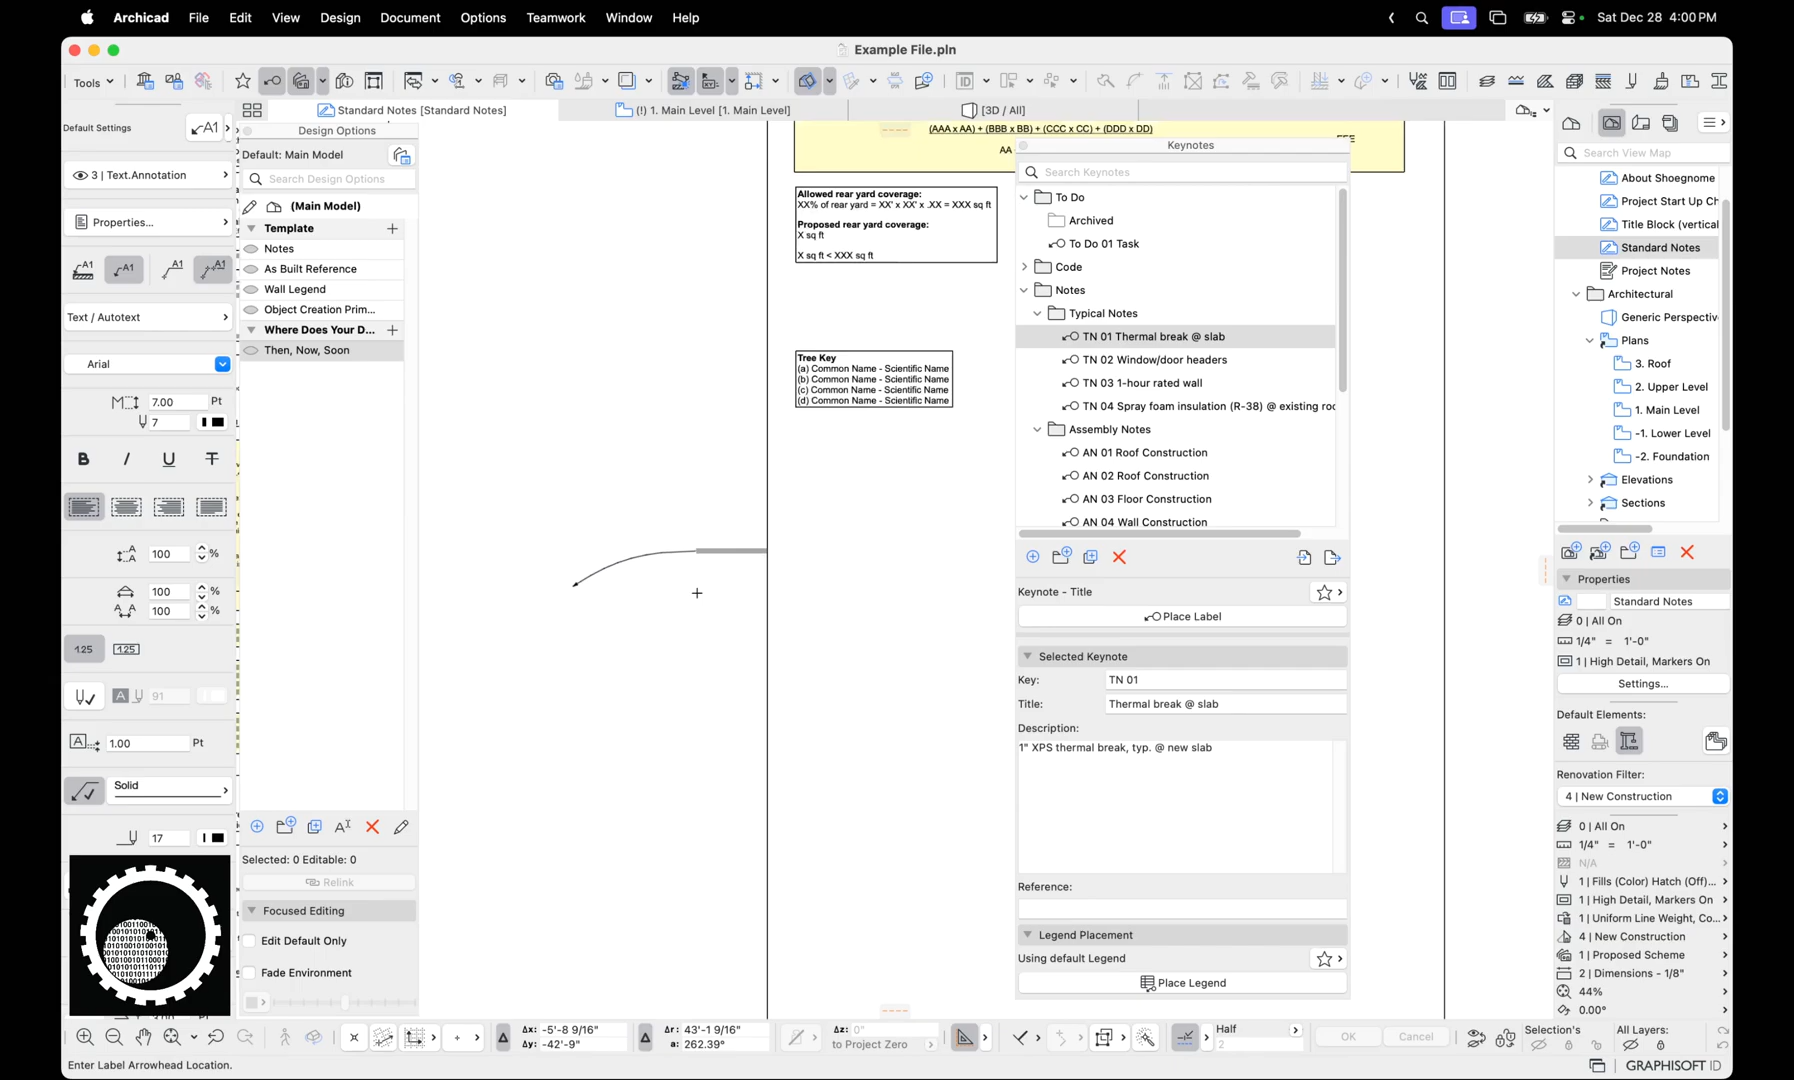 Archicad File Edit View Design Document Options Teamwork Window Help
Sat Dec 28 4:00 PM
Example File.pln
Tools
Standard Notes [Standard Notes]
(!) 1. Main Level [1. Main Level]
[3D / All]
Default Settings
A1
3 | Text.Annotation
Properties...
Text / Autotext
Arial
7.00 Pt
7
B I U T
100 %
100 %
100 %
1.25 1.25
91
1.00 Pt
Solid
17
Design Options
Default: Main Model
Search Design Options
(Main Model)
Template
Notes
As Built Reference
Wall Legend
Object Creation Prim...
Where Does Your D...
Then, Now, Soon
Selected: 0 Editable: 0
Relink
Focused Editing
Edit Default Only
Fade Environment
(AAA x AA) + (BBB x BB) + (CCC x CC) + (DDD x DD)
AA
Allowed rear yard coverage:
XX% of rear yard = XX' x XX' x .XX = XXX sq ft
Proposed rear yard coverage:
X sq ft
X sq ft < XXX sq ft
Tree Key
(a) Common Name - Scientific Name
(b) Common Name - Scientific Name
(c) Common Name - Scientific Name
(d) Common Name - Scientific Name
Keynotes
Search Keynotes
To Do
Archived
To Do 01 Task
Code
Notes
Typical Notes
TN 01 Thermal break @ slab
TN 02 Window/door headers
TN 03 1-hour rated wall
TN 04 Spray foam insulation (R-38) @ existing roo
Assembly Notes
AN 01 Roof Construction
AN 02 Roof Construction
AN 03 Floor Construction
AN 04 Wall Construction
Keynote - Title
Place Label
Selected Keynote
Key: TN 01
Title: Thermal break @ slab
Description:
1" XPS thermal break, typ. @ new slab
Reference:
Legend Placement
Using default Legend
Place Legend
Search View Map
About Shoegnome
Project Start Up Ch
Title Block (vertical
Standard Notes
Project Notes
Architectural
Generic Perspectiv
Plans
3. Roof
2. Upper Level
1. Main Level
-1. Lower Level
-2. Foundation
Elevations
Sections
Properties
Standard Notes
0 | All On
1/4" = 1'-0"
1 | High Detail, Markers On
Settings...
Default Elements:
Renovation Filter:
4 | New Construction
0 | All On
1/4" = 1'-0"
N/A
1 | Fills (Color) Hatch (Off)...
1 | High Detail, Markers On
1 | Uniform Line Weight, Co...
4 | New Construction
1 | Proposed Scheme
2 | Dimensions - 1/8"
44%
0.00°
Δx: -5'-8 9/16"
Δy: -42'-9"
Δr: 43'-1 9/16"
a: 262.39°
Δz: 0"
to Project Zero
Half
2
OK
Cancel
Selection's
All Layers:
Enter Label Arrowhead Location.
GRAPHISOFT ID